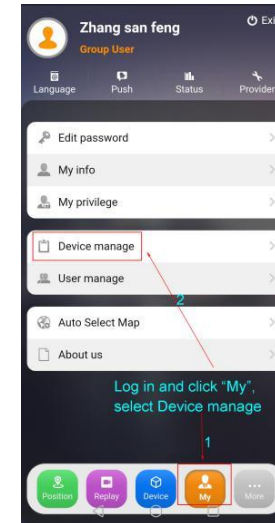 Zhang san feng
Exi
Group User
Language Push Status Provider
Edit password
My info
My privilege
Device manage
User manage
2
Auto Select Map
About us
Log in and click “My”,
select Device manage
1
Position Replay Device My More